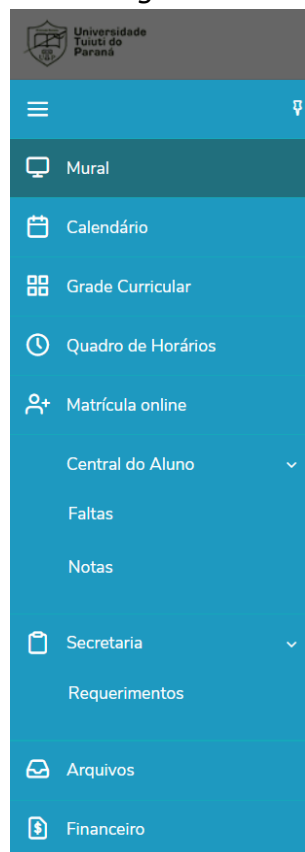 Universidade
Tuiuti do
Paraná
Mural
Calendário
Grade Curricular
Quadro de Horários
Matrícula online
Central do Aluno
Faltas
Notas
Secretaria
Requerimentos
Arquivos
Financeiro